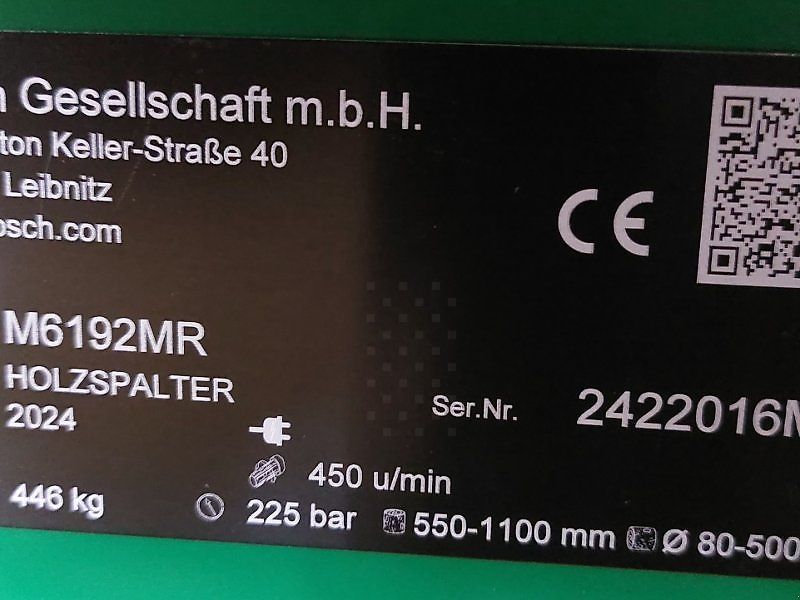 n Gesellschaft m.b.H.
ton Keller-Straße 40
Leibnitz
osch.com
CE
M6192MR
HOLZSPALTER
2024
Ser.Nr. 2422016M
450 u/min
446 kg
225 bar
550-1100 mm
Ø 80-500